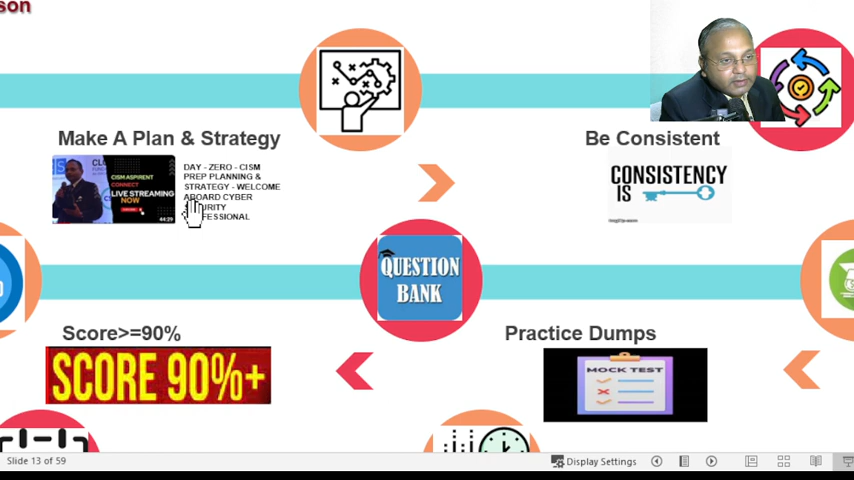 son
Make A Plan & Strategy
Be Consistent
CISM ASPIRENT
CONNECT
LIVE STREAMING
NOW
44:29
DAY - ZERO - CISM
PREP PLANNING &
STRATEGY - WELCOME
ABOARD CYBER
CONSISTENCY
IS
QUESTION
BANK
Score>=90%
SCORE 90%+
Practice Dumps
MOCK TEST
Slide 13 of 59
Display Settings